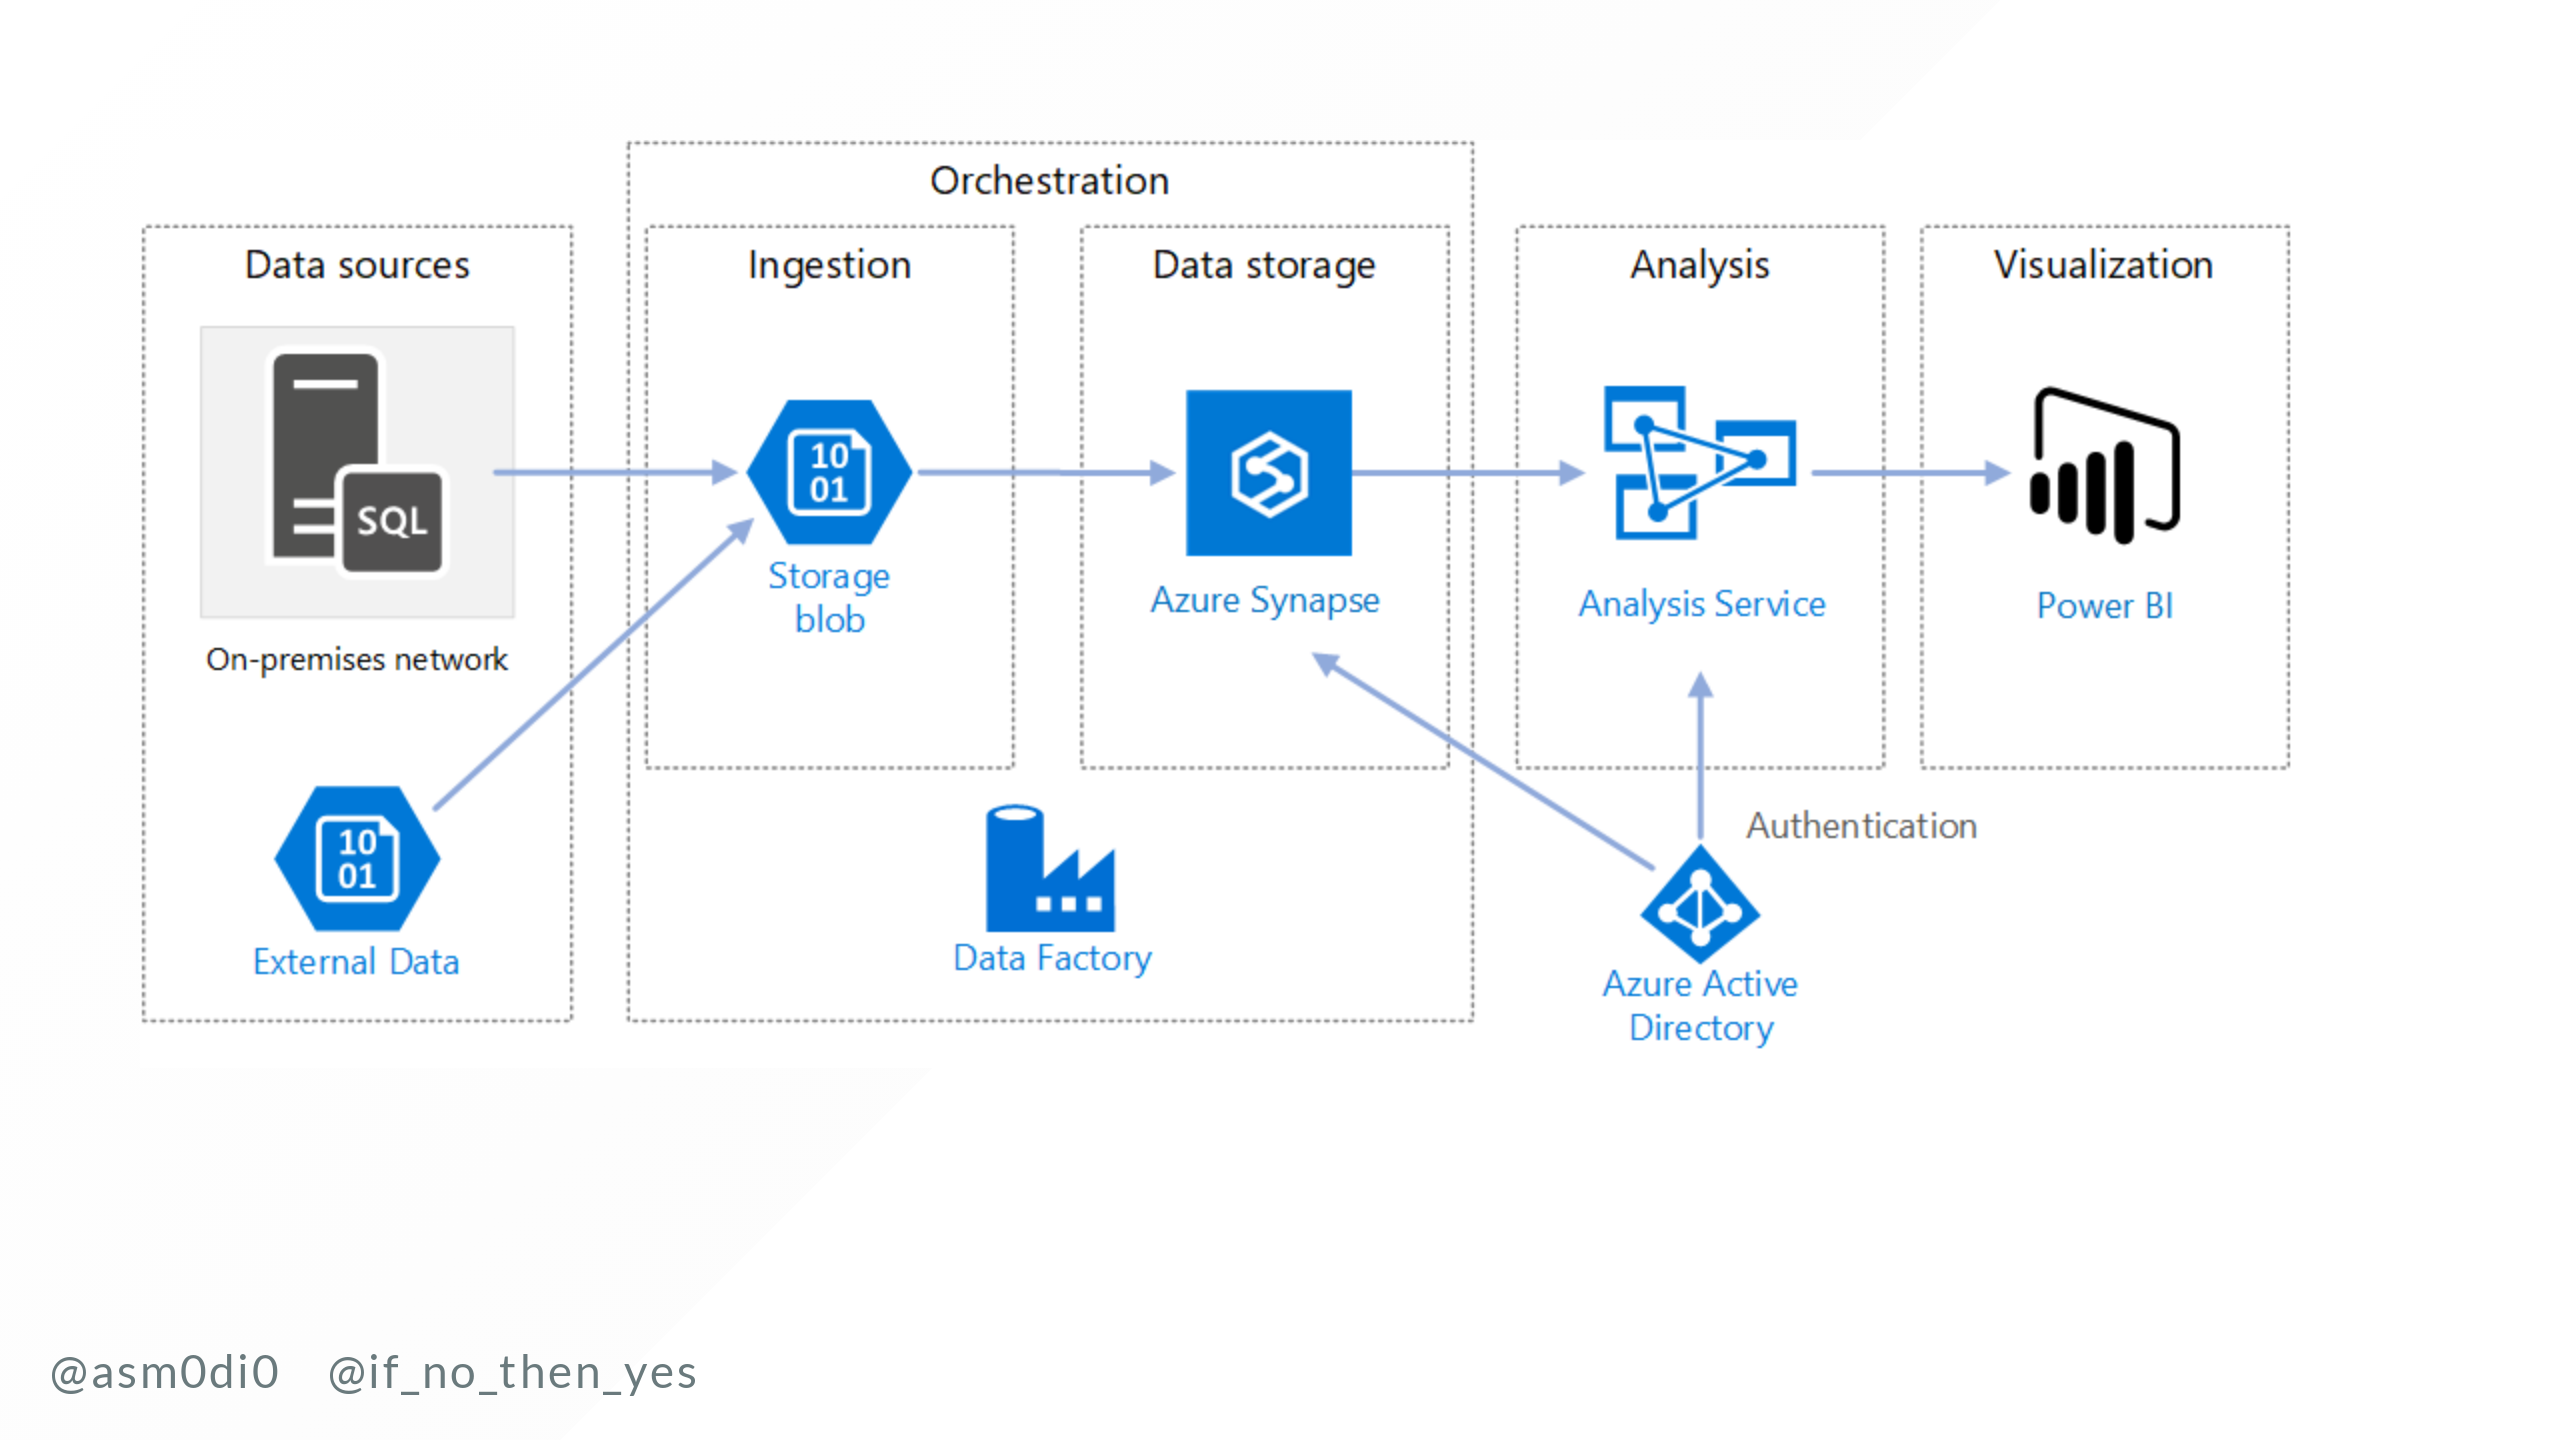 Orchestration
Data sources
Ingestion
Data storage
Analysis
Visualization
SQL
On-premises network
10
01
Storage
blob
Azure Synapse
Analysis Service
Power BI
10
01
External Data
Data Factory
Authentication
Azure Active
Directory
@asm0di0 @if_no_then_yes